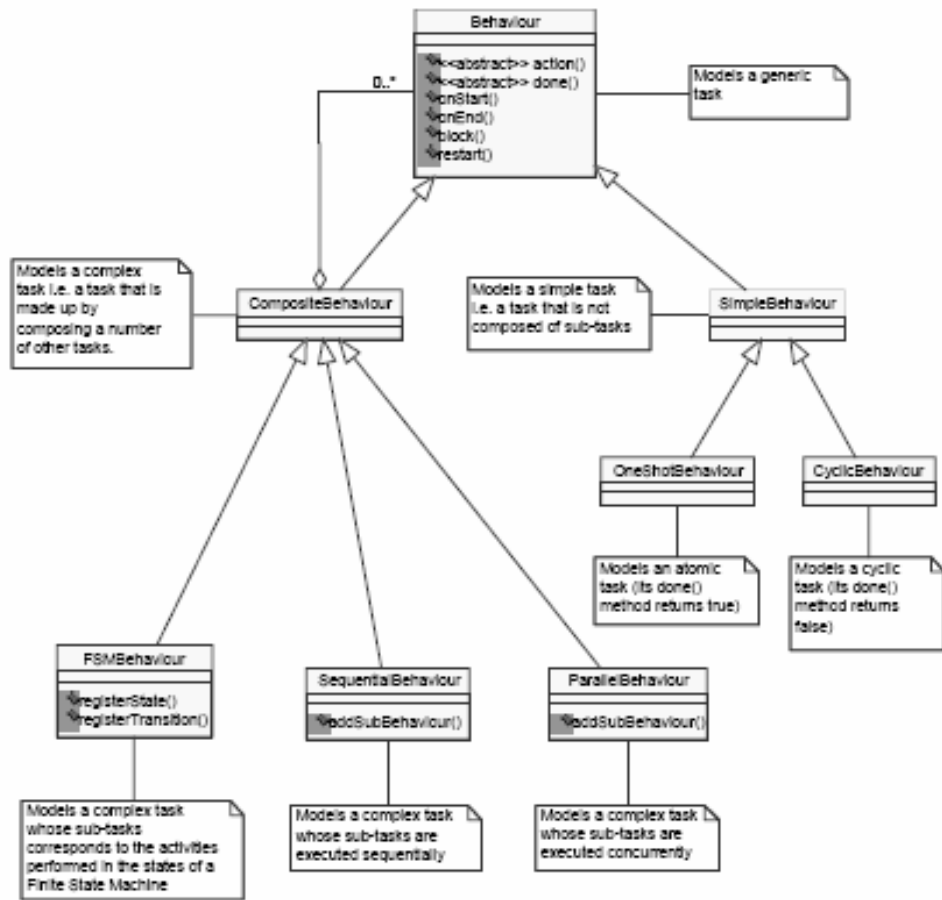 Behaviour
<<abstract>> action()
<<abstract>> done()
onStart()
onEnd()
block()
restart()
0..*
Models a generic
task
Models a complex
task i.e. a task that is
made up by
composing a number
of other tasks.
CompositeBehaviour
Models a simple task
i.e. a task that is not
composed of sub-tasks
SimpleBehaviour
OneShotBehaviour
CyclicBehaviour
Models an atomic
task (its done()
method returns true)
Models a cyclic
task (its done()
method returns
false)
FSMBehaviour
registerState()
registerTransition()
SequentialBehaviour
addSubBehaviour()
ParallelBehaviour
addSubBehaviour()
Models a complex task
whose sub-tasks
corresponds to the activities
performed in the states of a
Finite State Machine
Models a complex task
whose sub-tasks are
executed sequentially
Models a complex task
whose sub-tasks are
executed concurrently